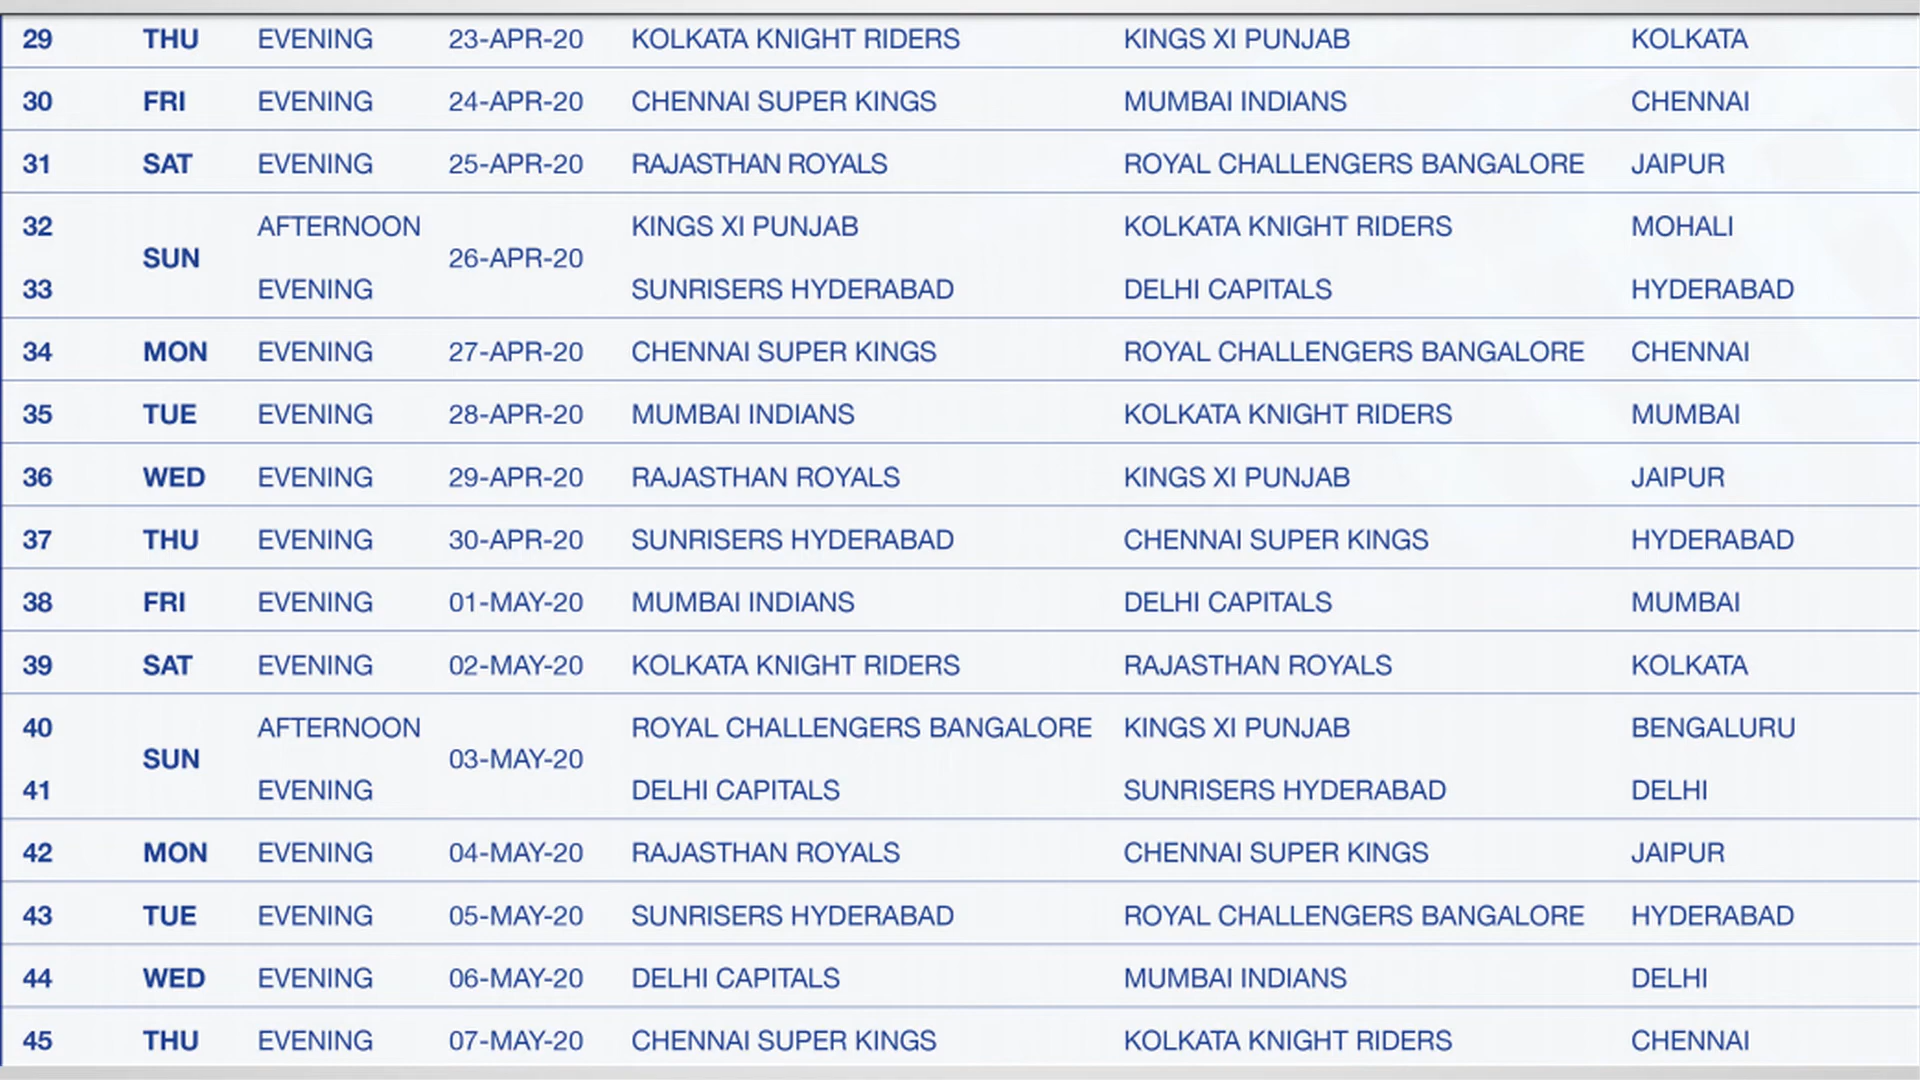 29 THU EVENING 23-APR-20 KOLKATA KNIGHT RIDERS KINGS XI PUNJAB KOLKATA
30 FRI EVENING 24-APR-20 CHENNAI SUPER KINGS MUMBAI INDIANS CHENNAI
31 SAT EVENING 25-APR-20 RAJASTHAN ROYALS ROYAL CHALLENGERS BANGALORE JAIPUR
32 AFTERNOON KINGS XI PUNJAB KOLKATA KNIGHT RIDERS MOHALI
SUN 26-APR-20
33 EVENING SUNRISERS HYDERABAD DELHI CAPITALS HYDERABAD
34 MON EVENING 27-APR-20 CHENNAI SUPER KINGS ROYAL CHALLENGERS BANGALORE CHENNAI
35 TUE EVENING 28-APR-20 MUMBAI INDIANS KOLKATA KNIGHT RIDERS MUMBAI
36 WED EVENING 29-APR-20 RAJASTHAN ROYALS KINGS XI PUNJAB JAIPUR
37 THU EVENING 30-APR-20 SUNRISERS HYDERABAD CHENNAI SUPER KINGS HYDERABAD
38 FRI EVENING 01-MAY-20 MUMBAI INDIANS DELHI CAPITALS MUMBAI
39 SAT EVENING 02-MAY-20 KOLKATA KNIGHT RIDERS RAJASTHAN ROYALS KOLKATA
40 AFTERNOON ROYAL CHALLENGERS BANGALORE KINGS XI PUNJAB BENGALURU
SUN 03-MAY-20
41 EVENING DELHI CAPITALS SUNRISERS HYDERABAD DELHI
42 MON EVENING 04-MAY-20 RAJASTHAN ROYALS CHENNAI SUPER KINGS JAIPUR
43 TUE EVENING 05-MAY-20 SUNRISERS HYDERABAD ROYAL CHALLENGERS BANGALORE HYDERABAD
44 WED EVENING 06-MAY-20 DELHI CAPITALS MUMBAI INDIANS DELHI
45 THU EVENING 07-MAY-20 CHENNAI SUPER KINGS KOLKATA KNIGHT RIDERS CHENNAI